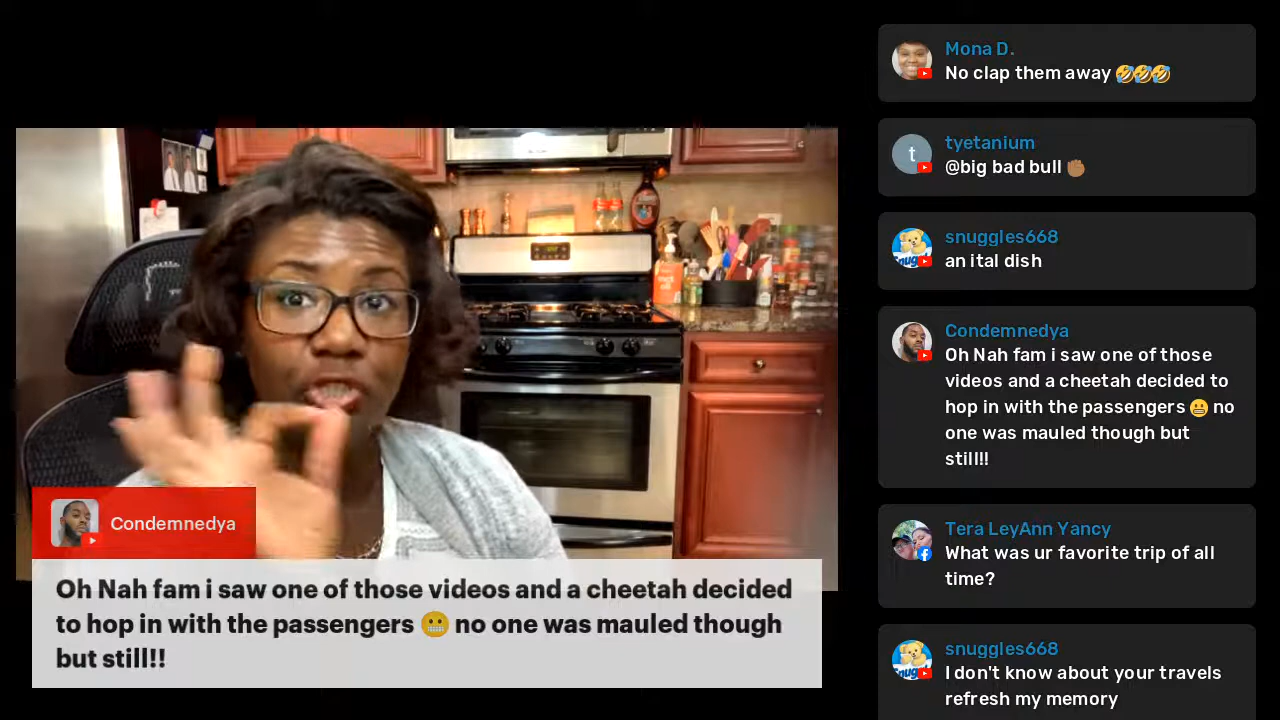 Mona D.
No clap them away 🤣🤣🤣
t
tyetanium
@big bad bull ✊🏽
snuggles668
an ital dish
Condemnedya
Oh Nah fam i saw one of those
videos and a cheetah decided to
hop in with the passengers 😬 no
one was mauled though but
still!!
Tera LeyAnn Yancy
What was ur favorite trip of all
time?
snuggles668
I don't know about your travels
refresh my memory
Condemnedya
Oh Nah fam i saw one of those videos and a cheetah decided
to hop in with the passengers 😬 no one was mauled though
but still!!